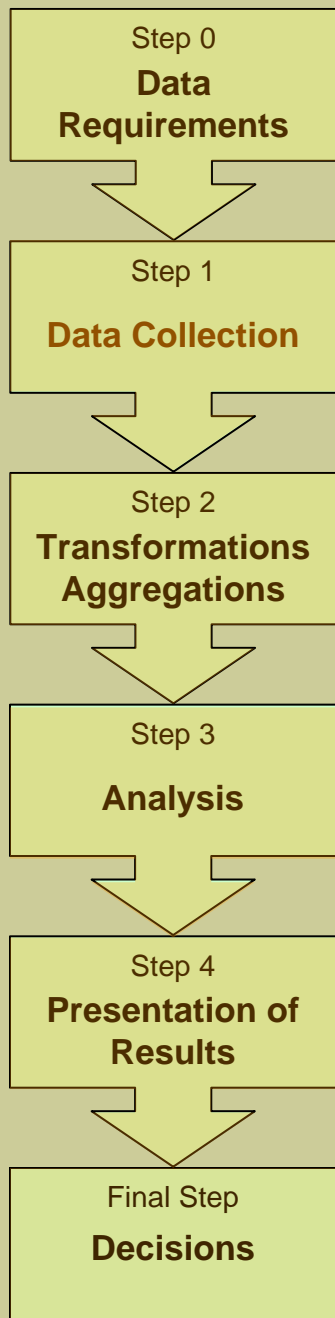 Step 0
Data
Requirements
Step 1
Data Collection
Step 2
Transformations
Aggregations
Step 3
Analysis
Step 4
Presentation of
Results
Final Step
Decisions